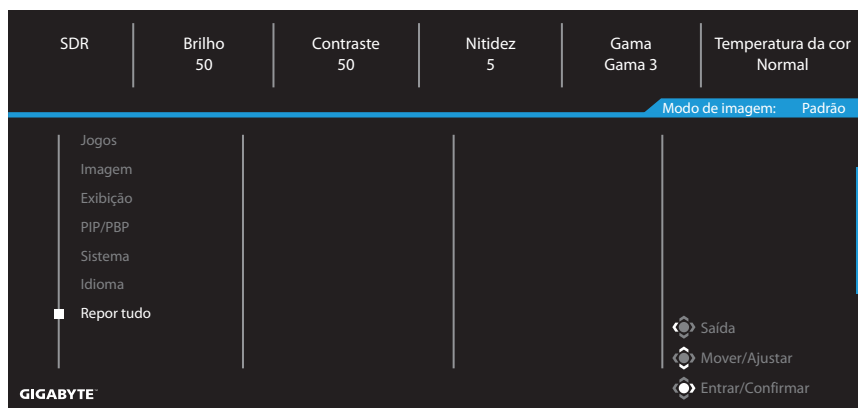 SDR
Brilho
50
Contraste
50
Nitidez
5
Gama
Gama 3
Temperatura da cor
Normal
Modo de imagem: Padrão
Jogos
Imagem
Exibição
PIP/PBP
Sistema
Idioma
Repor tudo
Saída
Mover/Ajustar
Entrar/Confirmar
GIGABYTE™